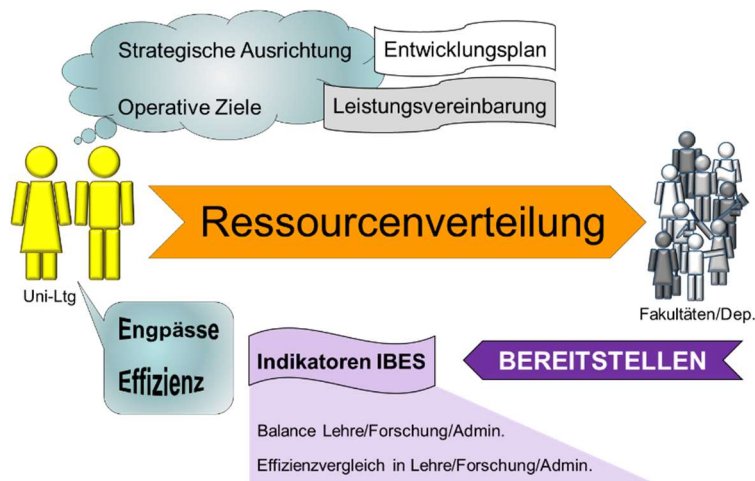 Strategische Ausrichtung
Entwicklungsplan
Operative Ziele
Leistungsvereinbarung
Ressourcenverteilung
Uni-Ltg
Fakultäten/Dep.
Engpässe
Effizienz
Indikatoren IBES
BEREITSTELLEN
Balance Lehre/Forschung/Admin.
Effizienzvergleich in Lehre/Forschung/Admin.